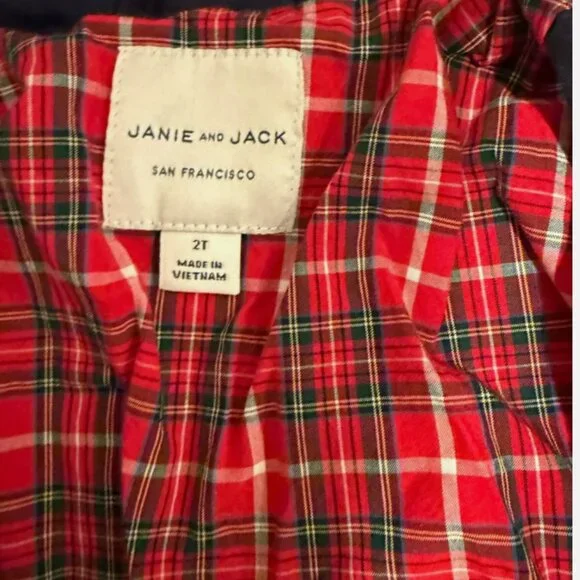 JANIE AND JACK
SAN FRANCISCO
2T
MADE IN
VIETNAM